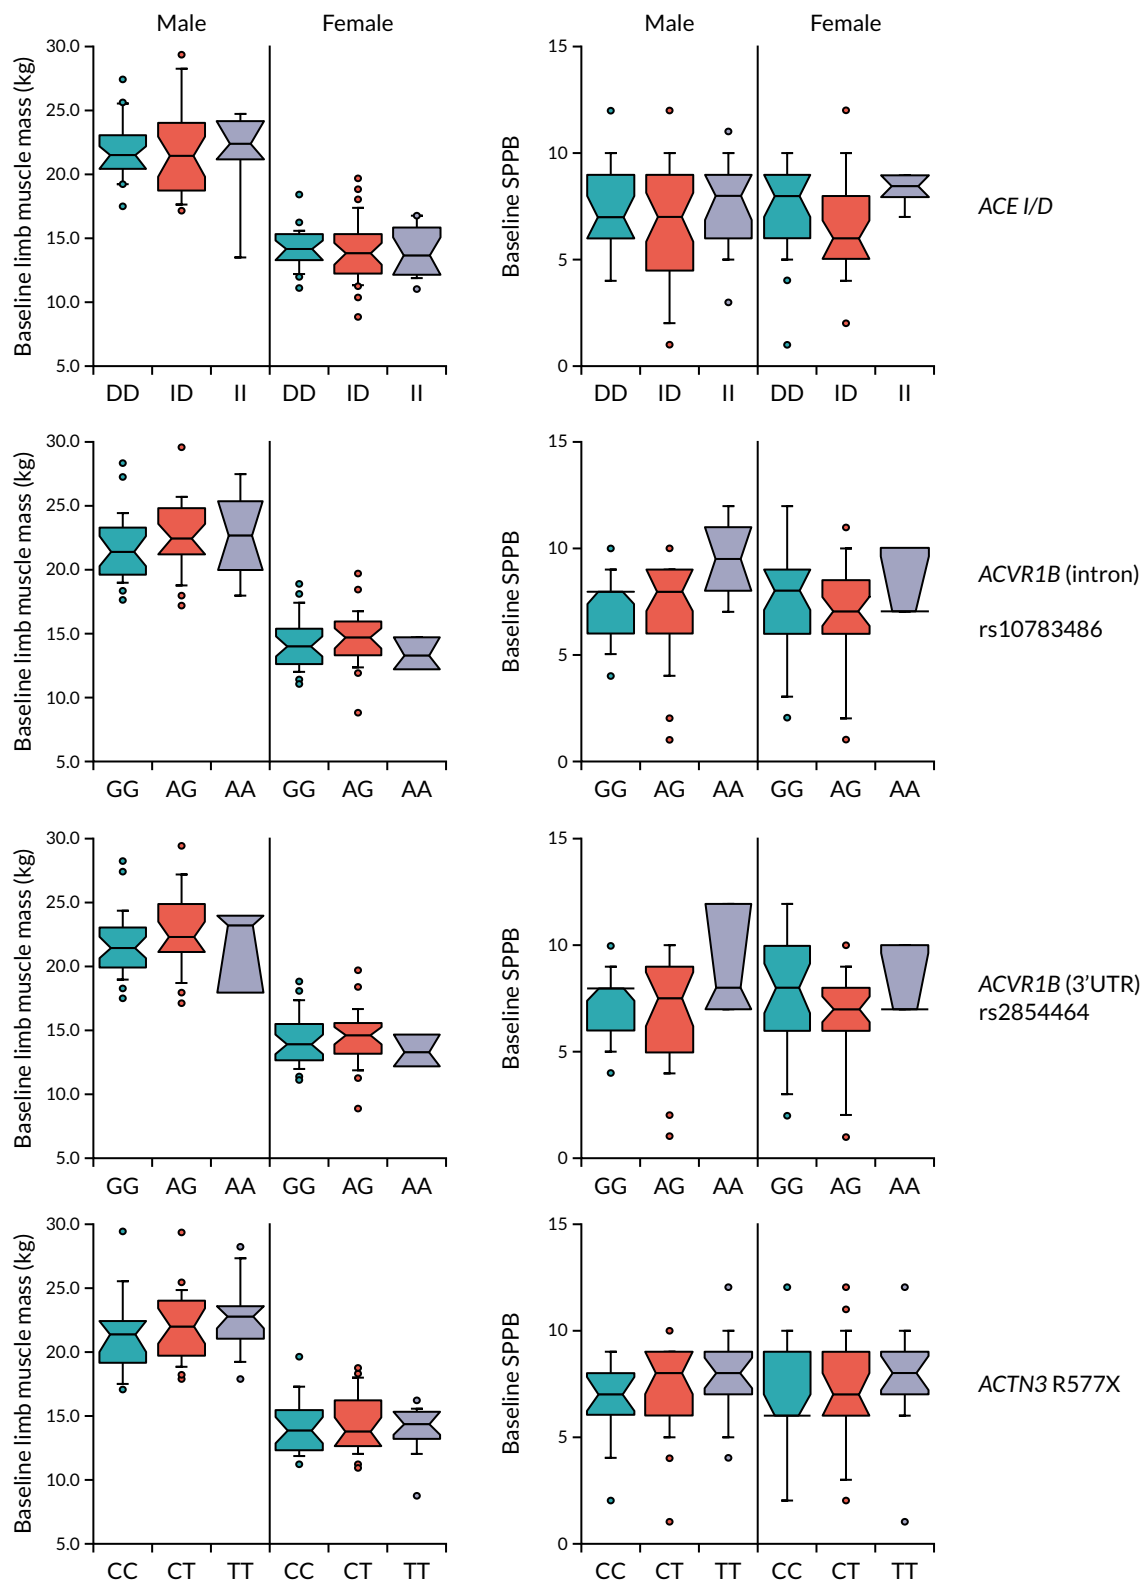 Male Female
Baseline limb muscle mass (kg)
30.0
25.0
20.0
15.0
10.0
5.0
DD ID II DD ID II
Male Female
Baseline SPPB
15
10
5
0
DD ID II DD ID II
ACE I/D
Baseline limb muscle mass (kg)
30.0
25.0
20.0
15.0
10.0
5.0
GG AG AA GG AG AA
Baseline SPPB
15
10
5
0
GG AG AA GG AG AA
ACVR1B (intron)
rs10783486
Baseline limb muscle mass (kg)
30.0
25.0
20.0
15.0
10.0
5.0
GG AG AA GG AG AA
Baseline SPPB
15
10
5
0
GG AG AA GG AG AA
ACVR1B (3'UTR)
rs2854464
Baseline limb muscle mass (kg)
30.0
25.0
20.0
15.0
10.0
5.0
CC CT TT CC CT TT
Baseline SPPB
15
10
5
0
CC CT TT CC CT TT
ACTN3 R577X